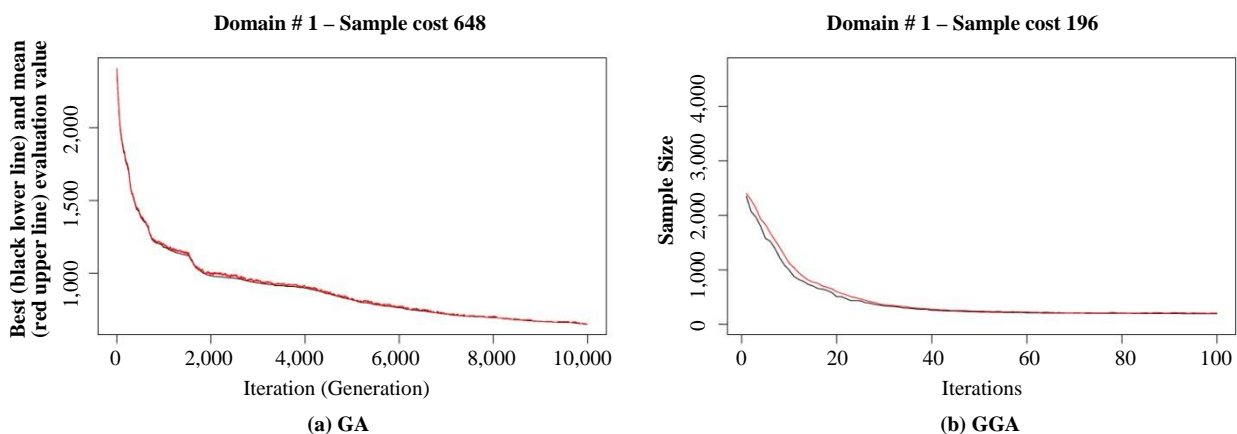 Domain # 1 – Sample cost 648
Best (black lower line) and mean
(red upper line) evaluation value
2,000
1,500
1,000
0
2,000
4,000
6,000
8,000
10,000
Iteration (Generation)
(a) GA
Domain # 1 – Sample cost 196
Sample Size
4,000
3,000
2,000
1,000
0
0
20
40
60
80
100
Iterations
(b) GGA